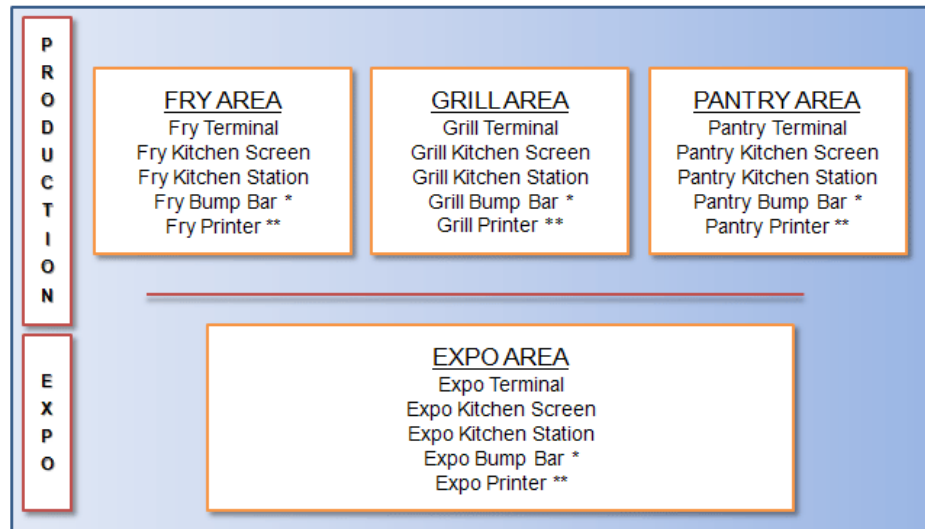 PRODUCTION
FRY AREA
Fry Terminal
Fry Kitchen Screen
Fry Kitchen Station
Fry Bump Bar *
Fry Printer **
GRILL AREA
Grill Terminal
Grill Kitchen Screen
Grill Kitchen Station
Grill Bump Bar *
Grill Printer **
PANTRY AREA
Pantry Terminal
Pantry Kitchen Screen
Pantry Kitchen Station
Pantry Bump Bar *
Pantry Printer **
EXPO
EXPO AREA
Expo Terminal
Expo Kitchen Screen
Expo Kitchen Station
Expo Bump Bar *
Expo Printer **